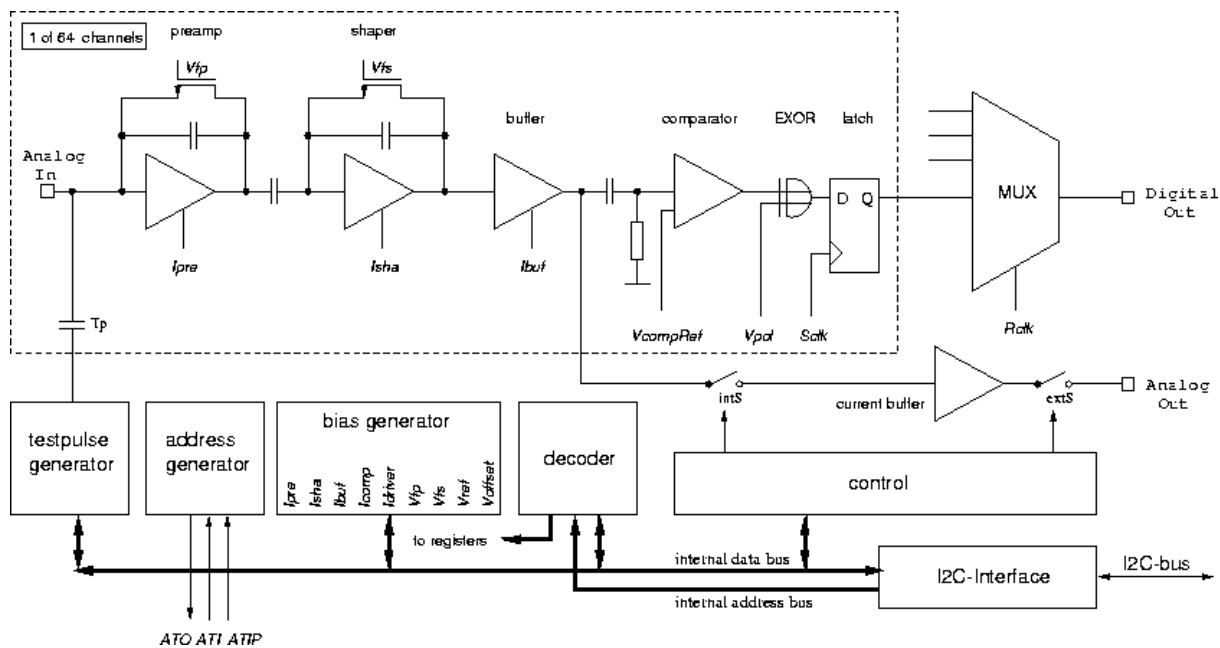 1 of 64 channels
preamp
shaper
Vfp
Vfs
buffer
comparator
EXOR
latch
Analog
In
MUX
D Q
Digital
Out
Ipre
Isha
Ibuf
Tp
VcompRef
Vpol
Sclk
Rclk
intS
current buffer
extS
Analog
Out
testpulse
generator
address
generator
bias generator
Ipre
Isha
Ibuf
Icomp
Idriver
Vfp
Vfs
Vref
Voffset
decoder
control
to registers
internal data bus
I2C-Interface
I2C-bus
internal address bus
ATO ATI ATIP